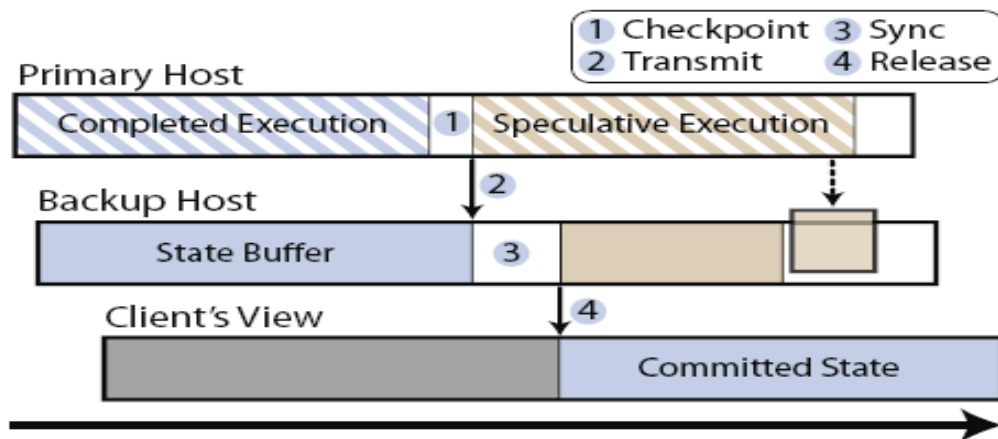 1 Checkpoint 3 Sync
2 Transmit 4 Release
Primary Host
Completed Execution 1 Speculative Execution
2
Backup Host
State Buffer 3
Client's View
4
Committed State